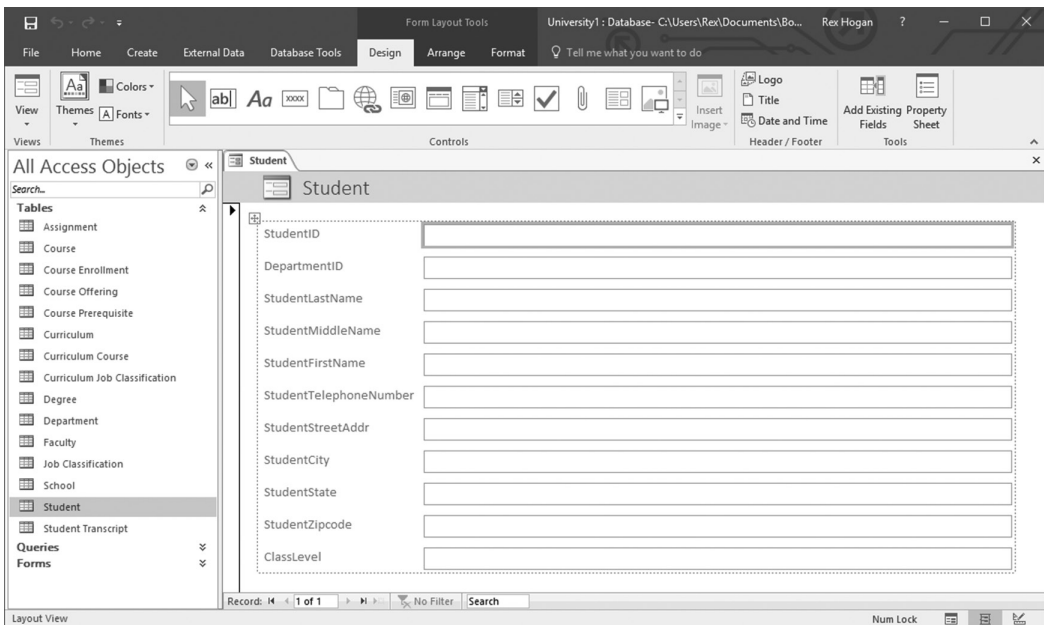 Form Layout Tools University1 : Database- C:\Users\Rex\Documents\Bo... Rex Hogan ?
File Home Create External Data Database Tools Design Arrange Format Tell me what you want to do
View
Views
Aa
Themes
Colors
A Fonts
Themes
ab Aa xxxx
Controls
Insert Image
Logo
Title
Date and Time
Header / Footer
Add Existing Fields
Property Sheet
Tools
All Access Objects
Search...
Tables
Assignment
Course
Course Enrollment
Course Offering
Course Prerequisite
Curriculum
Curriculum Course
Curriculum Job Classification
Degree
Department
Faculty
Job Classification
School
Student
Student Transcript
Queries
Forms
Student
Student
StudentID
DepartmentID
StudentLastName
StudentMiddleName
StudentFirstName
StudentTelephoneNumber
StudentStreetAddr
StudentCity
StudentState
StudentZipcode
ClassLevel
Record: 1 of 1 No Filter Search
Layout View Num Lock